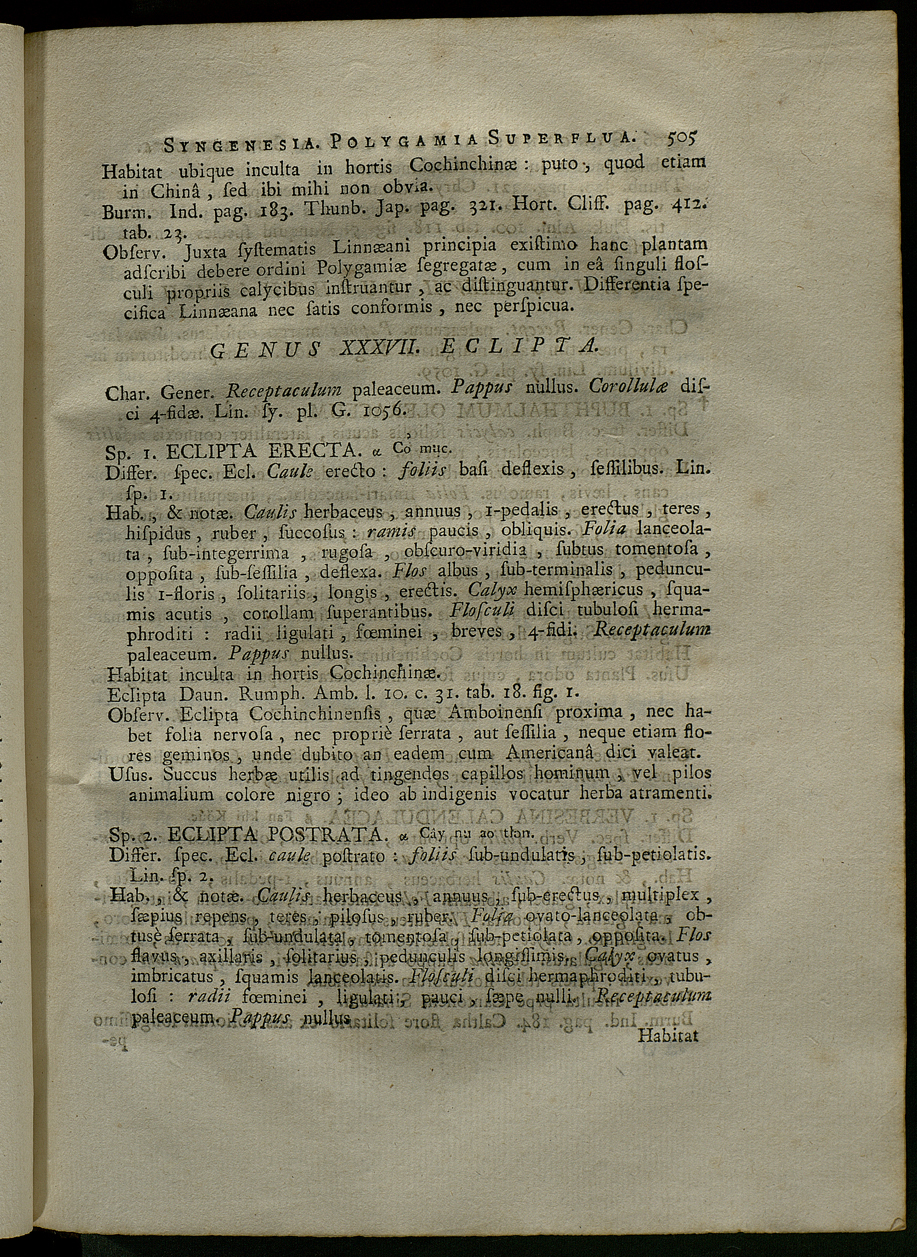 SYNGENESIA. POLYGAMIA SUPERFLUA. 505
Habitat ubique inculta in hortis Cochinchinæ : puto , quod etiam
in Chinâ , ſed ibi mihi non obvia.
Burm. Ind. pag. 183. Thunb. Jap. pag. 321. Hort. Cliff. pag. 412.
tab. 23.
Obſerv. Juxta ſyſtematis Linnæani principia exiſtimo hanc plantam
adſcribi debere ordini Polygamiæ ſegregatæ , cum in eâ ſinguli floſ-
culi propriis calycibus inſtruantur , ac diſtinguantur. Differentia ſpe-
cifica Linnæana nec ſatis conformis , nec perſpicua.
GENUS XXXVII. ECLIPTA.
Char. Gener. Receptaculum paleaceum. Pappus nullus. Corollulæ diſ-
ci 4-fidæ. Lin. ſy. pl. G. 1056.
Sp. 1. ECLIPTA ERECTA. α Cỏ mục.
Differ. ſpec. Ecl. Caule erecto : foliis baſi deflexis , ſeſſilibus. Lin.
ſp. 1.
Hab. , & notæ. Caulis herbaceus , annuus , 1-pedalis , erectus , teres ,
hiſpidus , ruber , ſuccoſus : ramis paucis , obliquis. Folia lanceola-
ta , ſub-integerrima , rugoſa , obſcuro-viridia , ſubtus tomentoſa ,
oppoſita , ſub-ſeſſilia , deflexa. Flos albus , ſub-terminalis , peduncu-
lis 1-floris , ſolitariis , longis , erectis. Calyx hemiſphæricus , ſqua-
mis acutis , corollam ſuperantibus. Floſculi diſci tubuloſi herma-
phroditi : radii ligulati , fœminei , breves , 4-fidi. Receptaculum
paleaceum. Pappus nullus.
Habitat inculta in hortis Cochinchinæ.
Eclipta Daun. Rumph. Amb. l. 10. c. 31. tab. 18. fig. 1.
Obſerv. Eclipta Cochinchinenſis , quæ Amboinenſi proxima , nec ha-
bet folia nervoſa , nec propriè ſerrata , aut ſeſſilia , neque etiam flo-
res geminos , unde dubito an eadem cum Americanâ dici valeat.
Uſus. Succus herbæ utilis ad tingendos capillos hominum , vel pilos
animalium colore nigro ; ideo ab indigenis vocatur herba atramenti.
Sp. 2. ECLIPTA POSTRATA. α Cây nu ao
Differ. ſpec. Ecl. caule poſtrato : foliis ſub-undulatis , ſub-petiolatis.
Lin. ſp. 2.
Hab. , & notæ. Caulis herbaceus , annuus , ſub-erectus , multiplex ,
ſæpius repens , teres , piloſus , ruber. Folia ovato-lanceolata , ob-
tusè ſerrata , ſub-undulata , tomentoſa , ſub-petiolata , oppoſita. Flos
flavus , axillaris , ſolitarius , pedunculis longiſſimis. Calyx ovatus ,
imbricatus , ſquamis lanceolatis. Floſculi diſci hermaphroditi , tubu-
loſi : radii fœminei , ligulati , pauci , ſæpe nulli. Receptaculum
paleaceum. Pappus nullus
Habitat